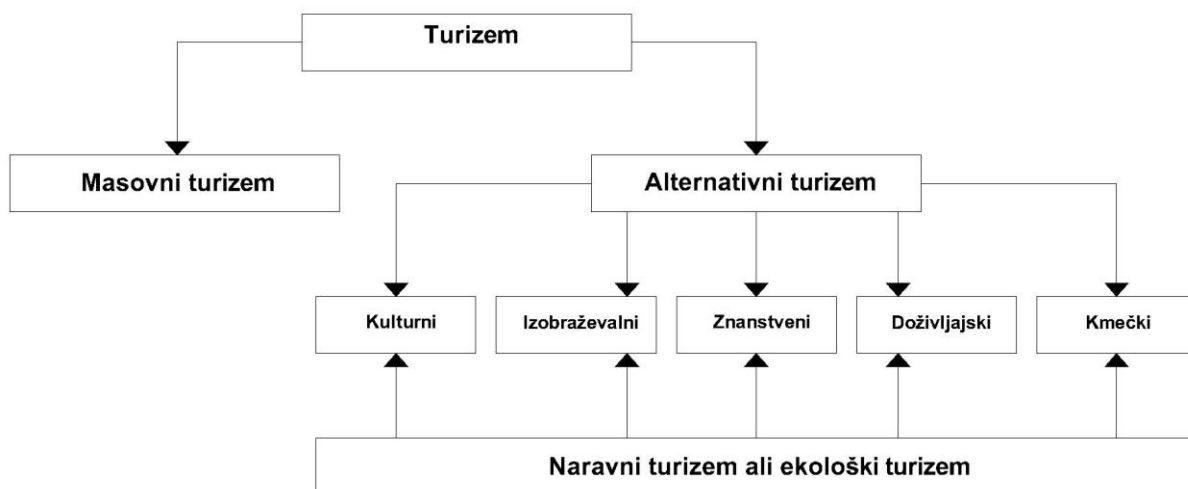 Turizem
Masovni turizem
Alternativni turizem
Kulturni
Izobraževalni
Znanstveni
Doživljajski
Kmečki
Naravni turizem ali ekološki turizem